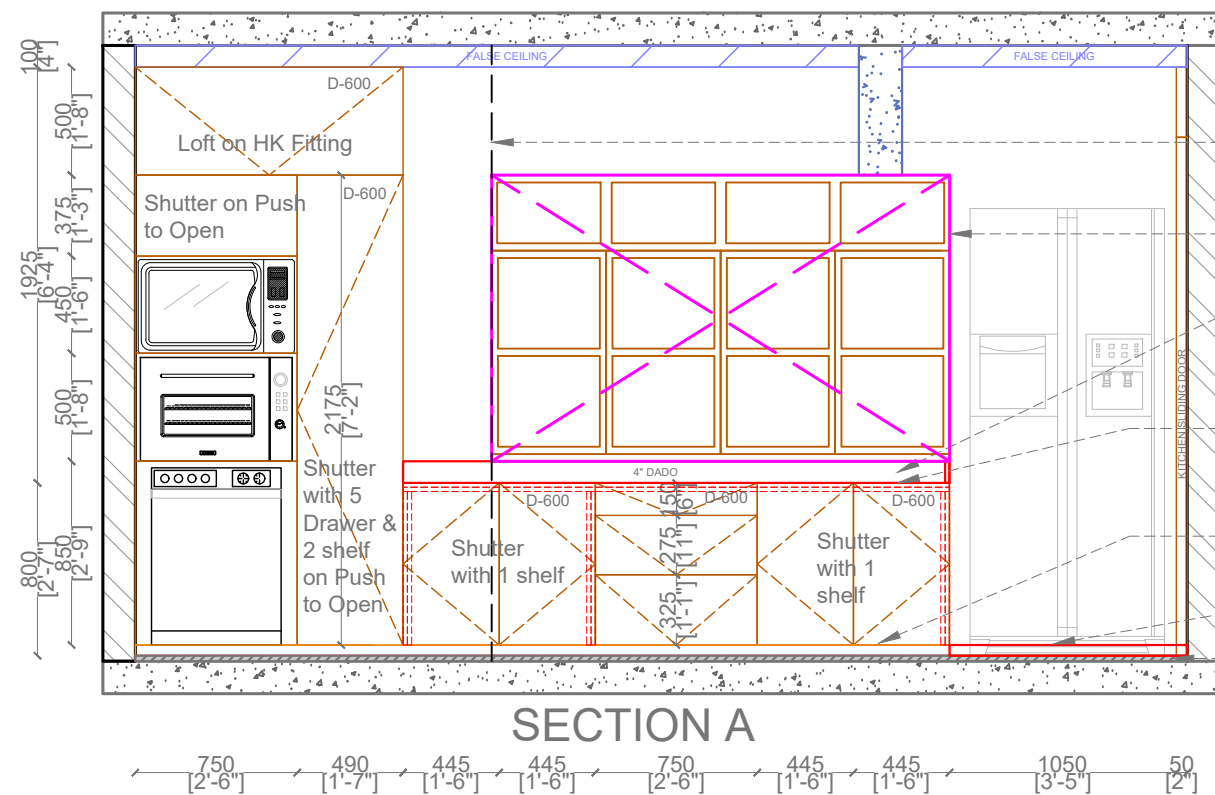 FALSE CEILING
FALSE CEILING
100
[4"]
500
[1'-8"]
D-600
Loft on HK Fitting
D-600
Shutter on Push
to Open
375
[1'-3"]
1925
[6'-4"]
450
[1'-6"]
500
[1'-8"]
2175
[7'-2"]
KITCHEN SLIDING DOOR
4" DADO
Shutter
with 5
Drawer &
2 shelf
on Push
to Open
D-600
D-600
D-600
150
[6"]
Shutter
with 1 shelf
275
[11"]
Shutter
with 1
shelf
325
[1'-1"]
800
[2'-7"]
850
[2'-9"]
SECTION A
750
[2'-6"]
490
[1'-7"]
445
[1'-6"]
445
[1'-6"]
750
[2'-6"]
445
[1'-6"]
445
[1'-6"]
1050
[3'-5"]
50
[2"]